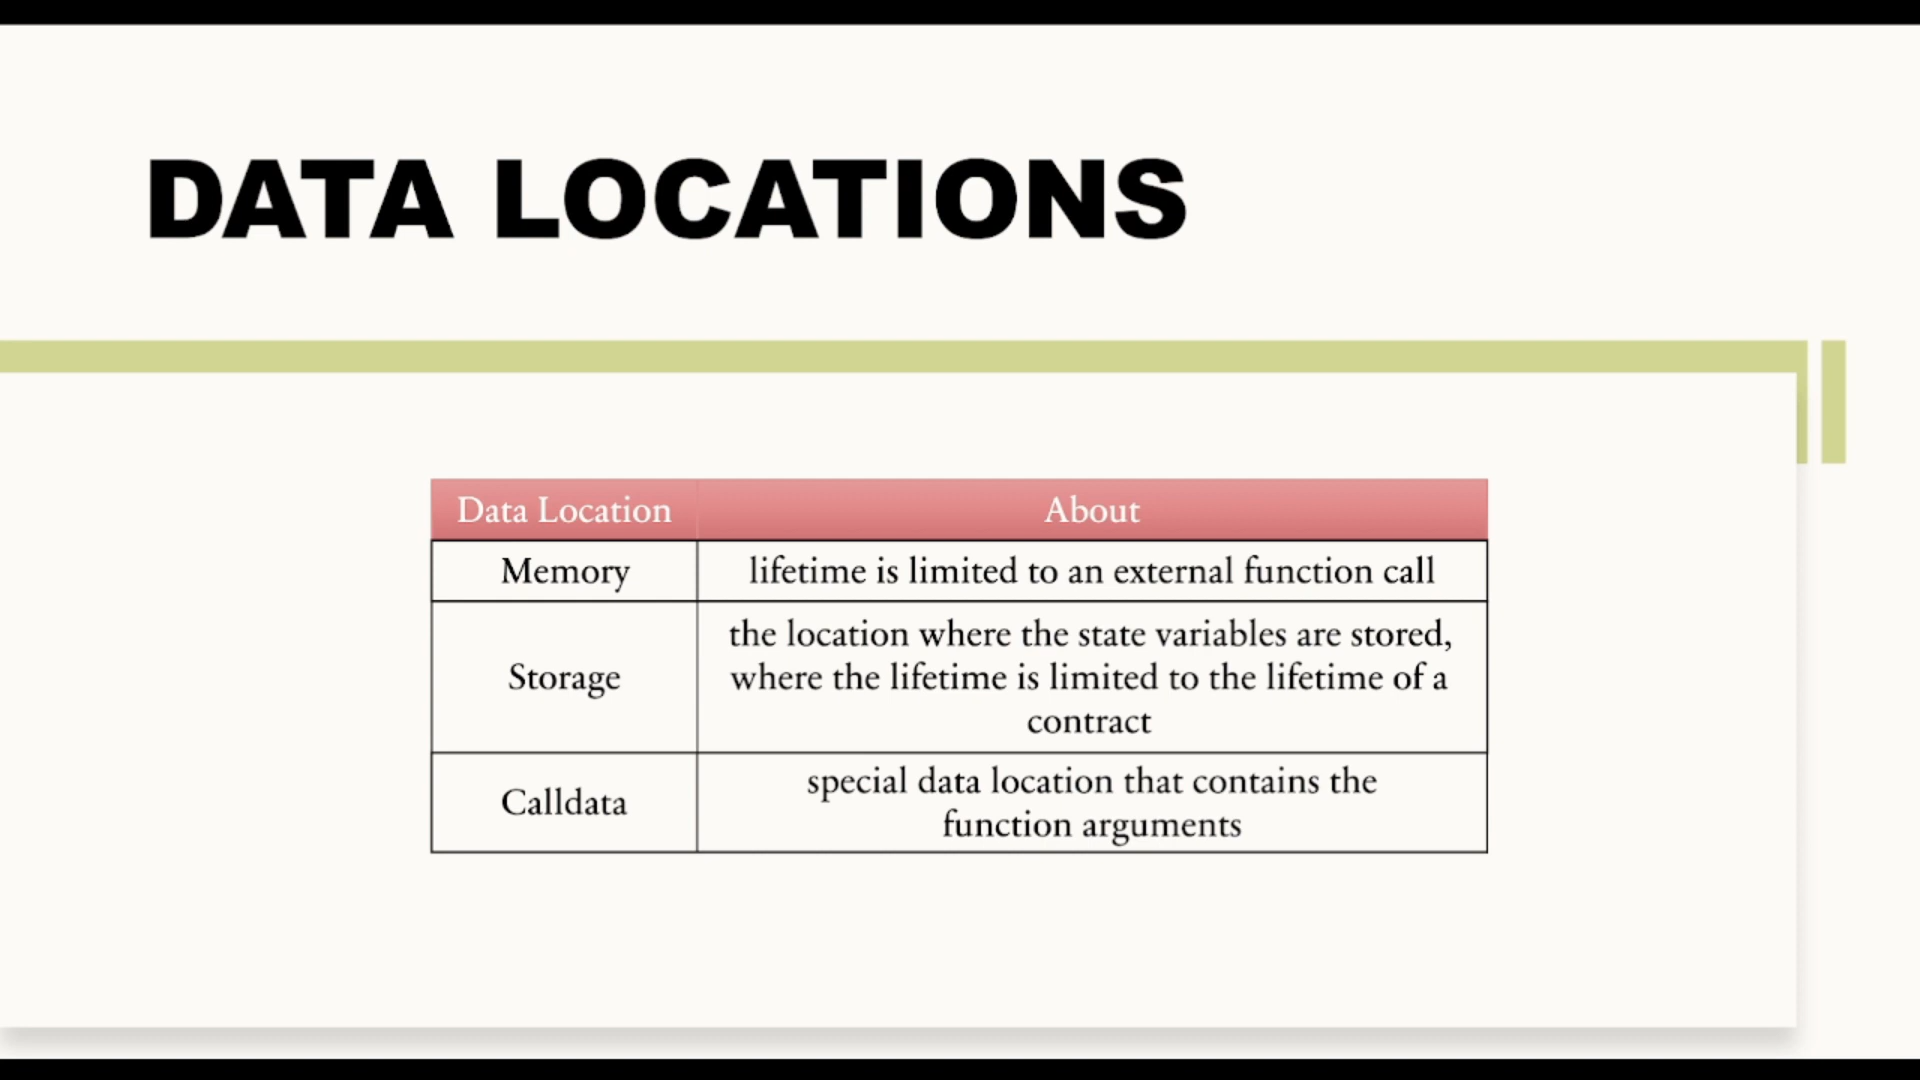 DATA LOCATIONS
Data Location About
Memory lifetime is limited to an external function call
the location where the state variables are stored,
Storage where the lifetime is limited to the lifetime of a
contract
Calldata special data location that contains the
function arguments